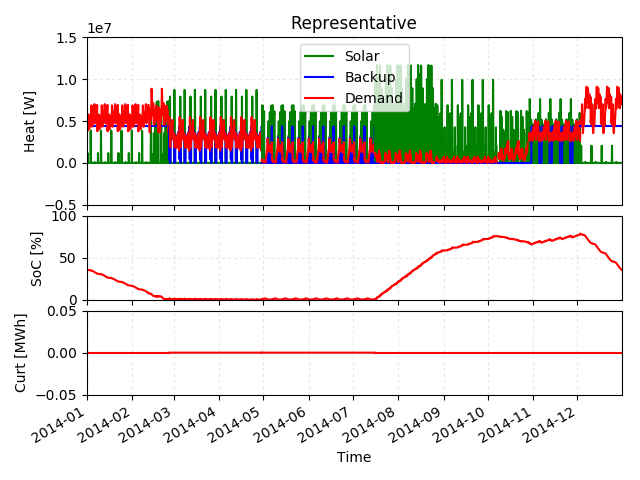 Representative
1e7
1.5
1.0
0.5
0.0
−0.5
Heat [W]
Solar
Backup
Demand
100
50
0
SoC [%]
0.05
0.00
−0.05
Curt [MWh]
2014-01
2014-02
2014-03
2014-04
2014-05
2014-06
2014-07
2014-08
2014-09
2014-10
2014-11
2014-12
Time